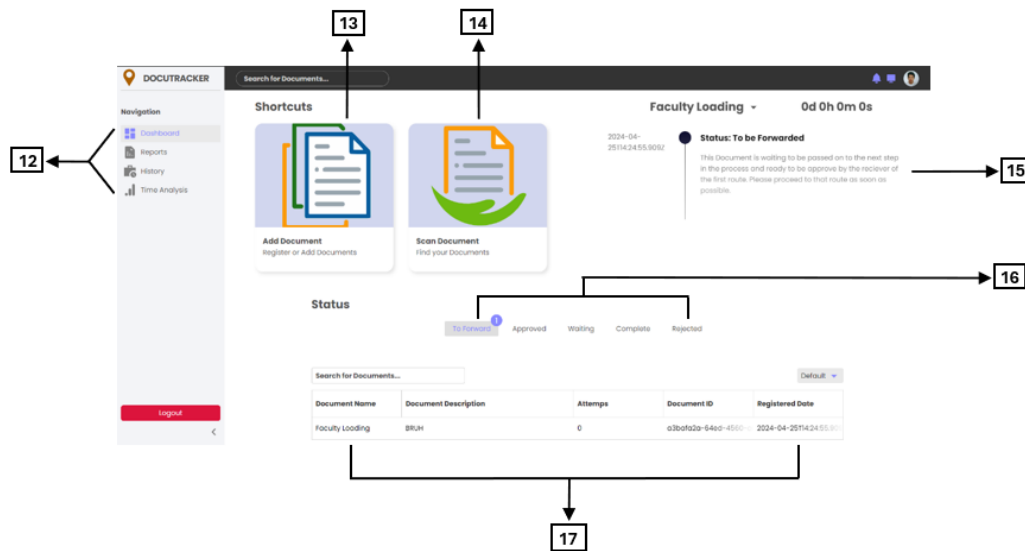 13
14
DOCUTRACKER
Search for Documents...
Navigation
Dashboard
Reports
History
Time Analysis
12
Shortcuts
Add Document
Register or Add Documents
Scan Document
Find your Documents
Faculty Loading
0d 0h 0m 0s
2024-04-
25T14:24:55.909Z
Status: To be Forwarded
This Document is waiting to be passed on to the next step
in the process and ready to be approve by the reciever of
the first route. Please proceed to that route as soon as
possible.
15
16
Status
To Forward 1 Approved Waiting Complete Rejected
Search for Documents...
Default
Document Name Document Description Attemps Document ID Registered Date
Faculty Loading BRUH 0 a3bafa2a-64ed-4560- 2024-04-25T14:24:55.90
Logout
17